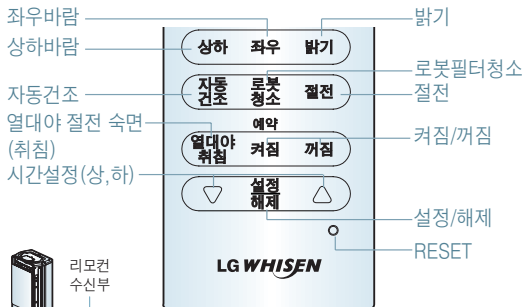 좌우바람
밝기
상하바람
상하 좌우 밝기
로봇필터청소
자동건조
자동
건조
로봇
청소
절전
절전
열대야 절전 숙면
(취침)
예약
열대야
취침
켜짐 꺼짐
켜짐/꺼짐
시간설정(상,하)
설정
해제
설정/해제
RESET
LG WHISEN
리모컨
수신부